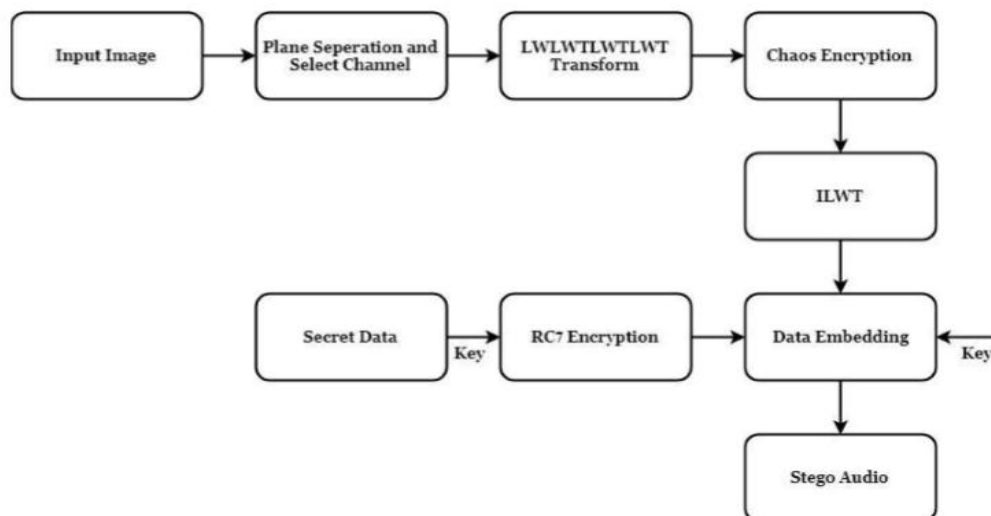 Input Image
Plane Seperation and
Select Channel
LWLWTLWTLWT
Transform
Chaos Encryption
ILWT
Secret Data
Key
RC7 Encryption
Data Embedding
Key
Stego Audio